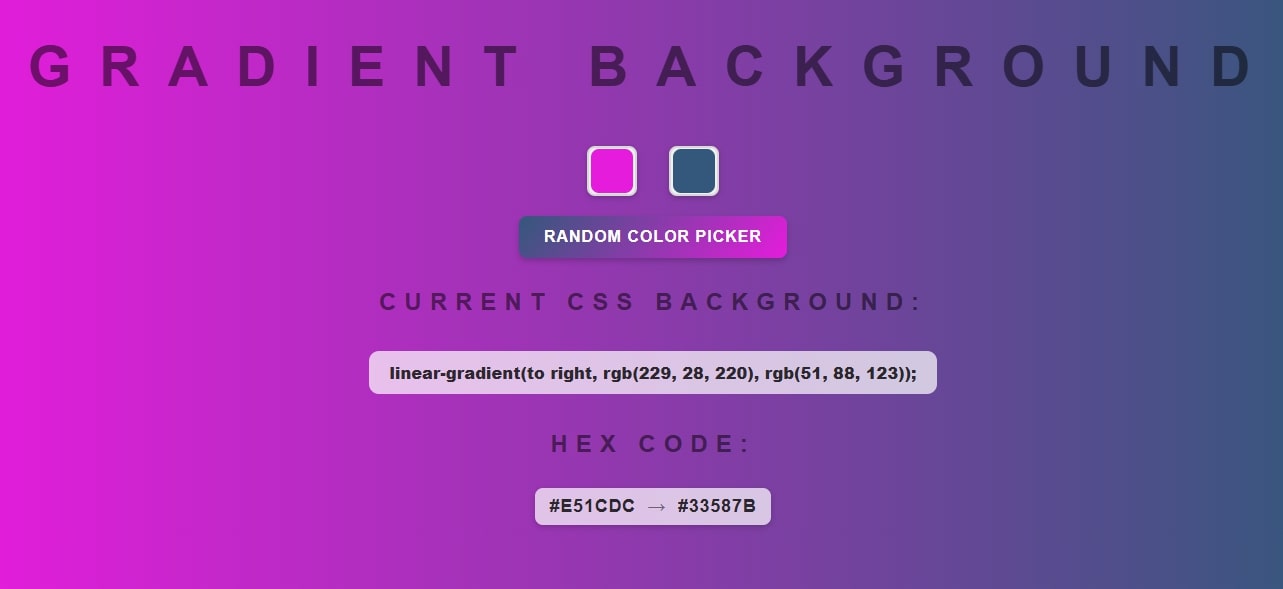 GRADIENT BACKGROUND
RANDOM COLOR PICKER
CURRENT CSS BACKGROUND:
linear-gradient(to right, rgb(229, 28, 220), rgb(51, 88, 123));
HEX CODE:
#E51CDC → #33587B